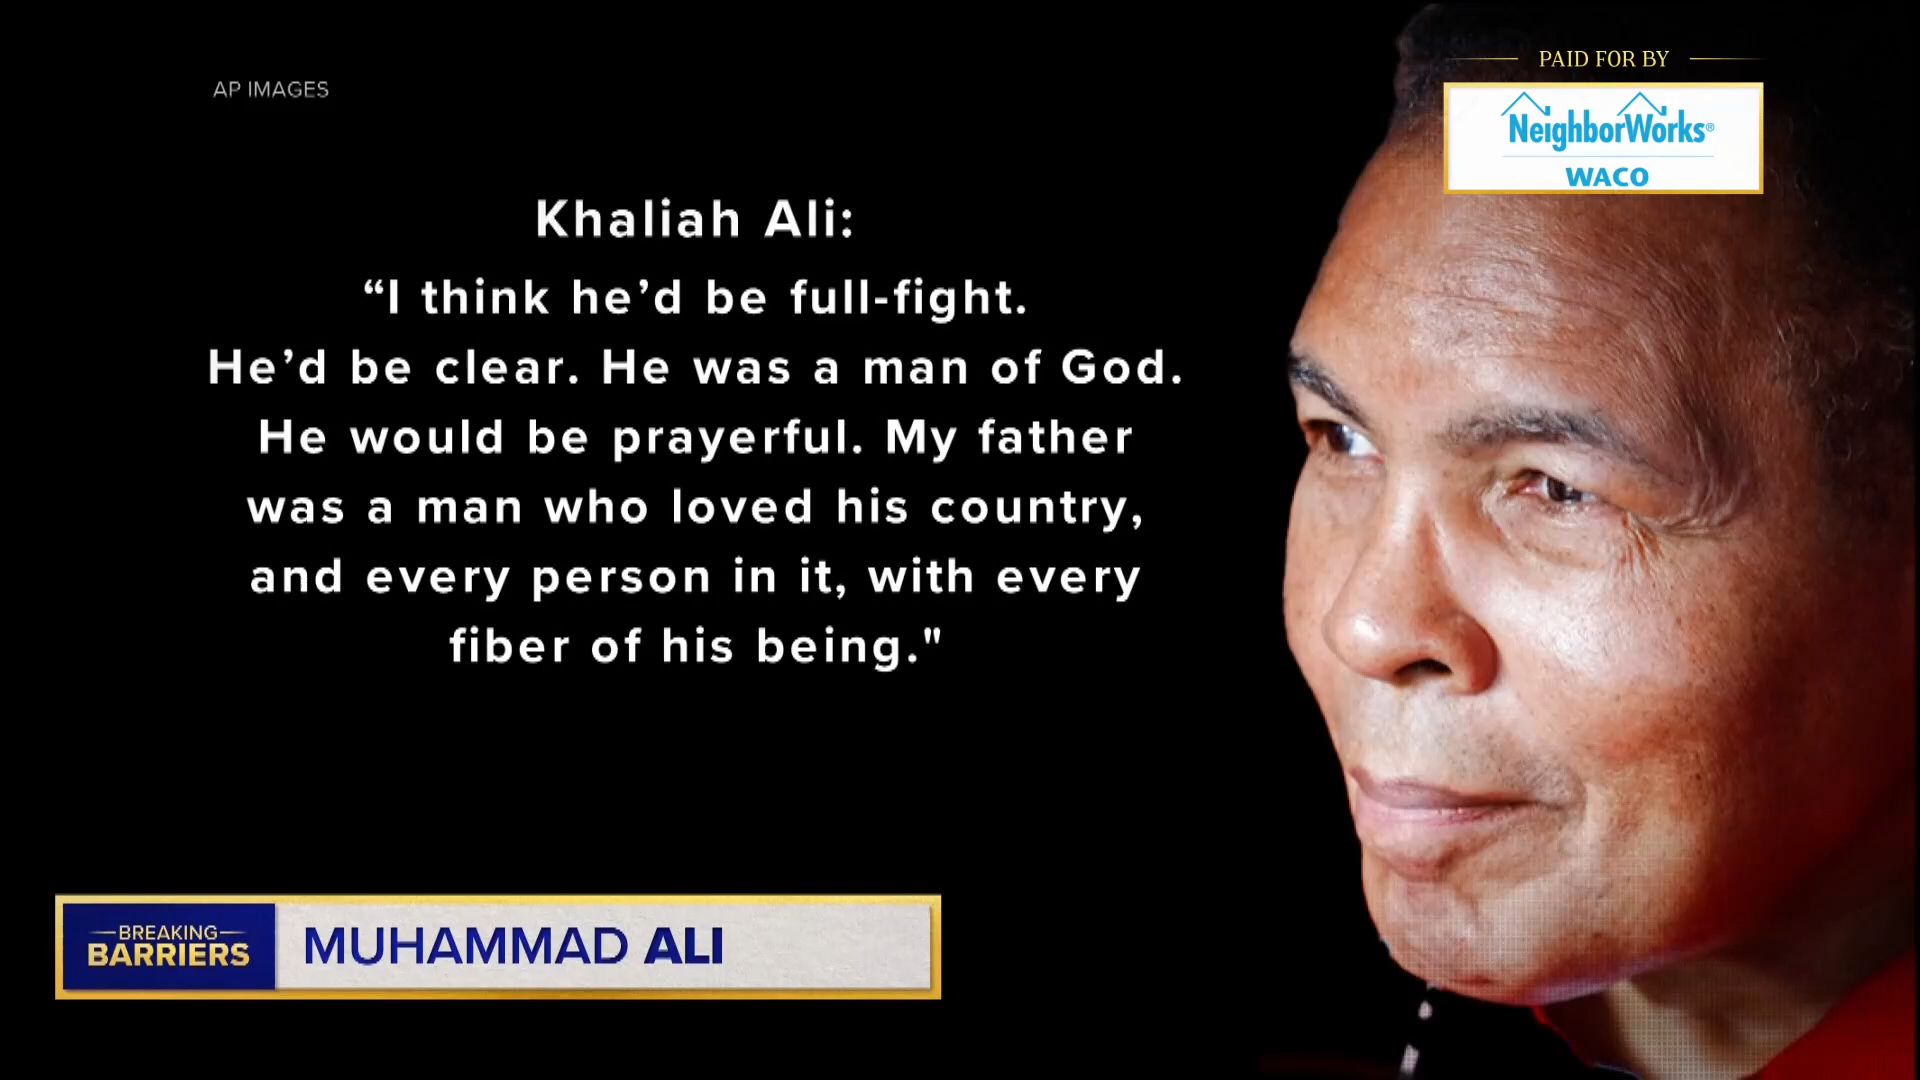 AP IMAGES
PAID FOR BY
NeighborWorks®
WACO
Khaliah Ali:
“I think he’d be full-fight.
He’d be clear. He was a man of God.
He would be prayerful. My father
was a man who loved his country,
and every person in it, with every
fiber of his being."
BREAKING
BARRIERS
MUHAMMAD ALI